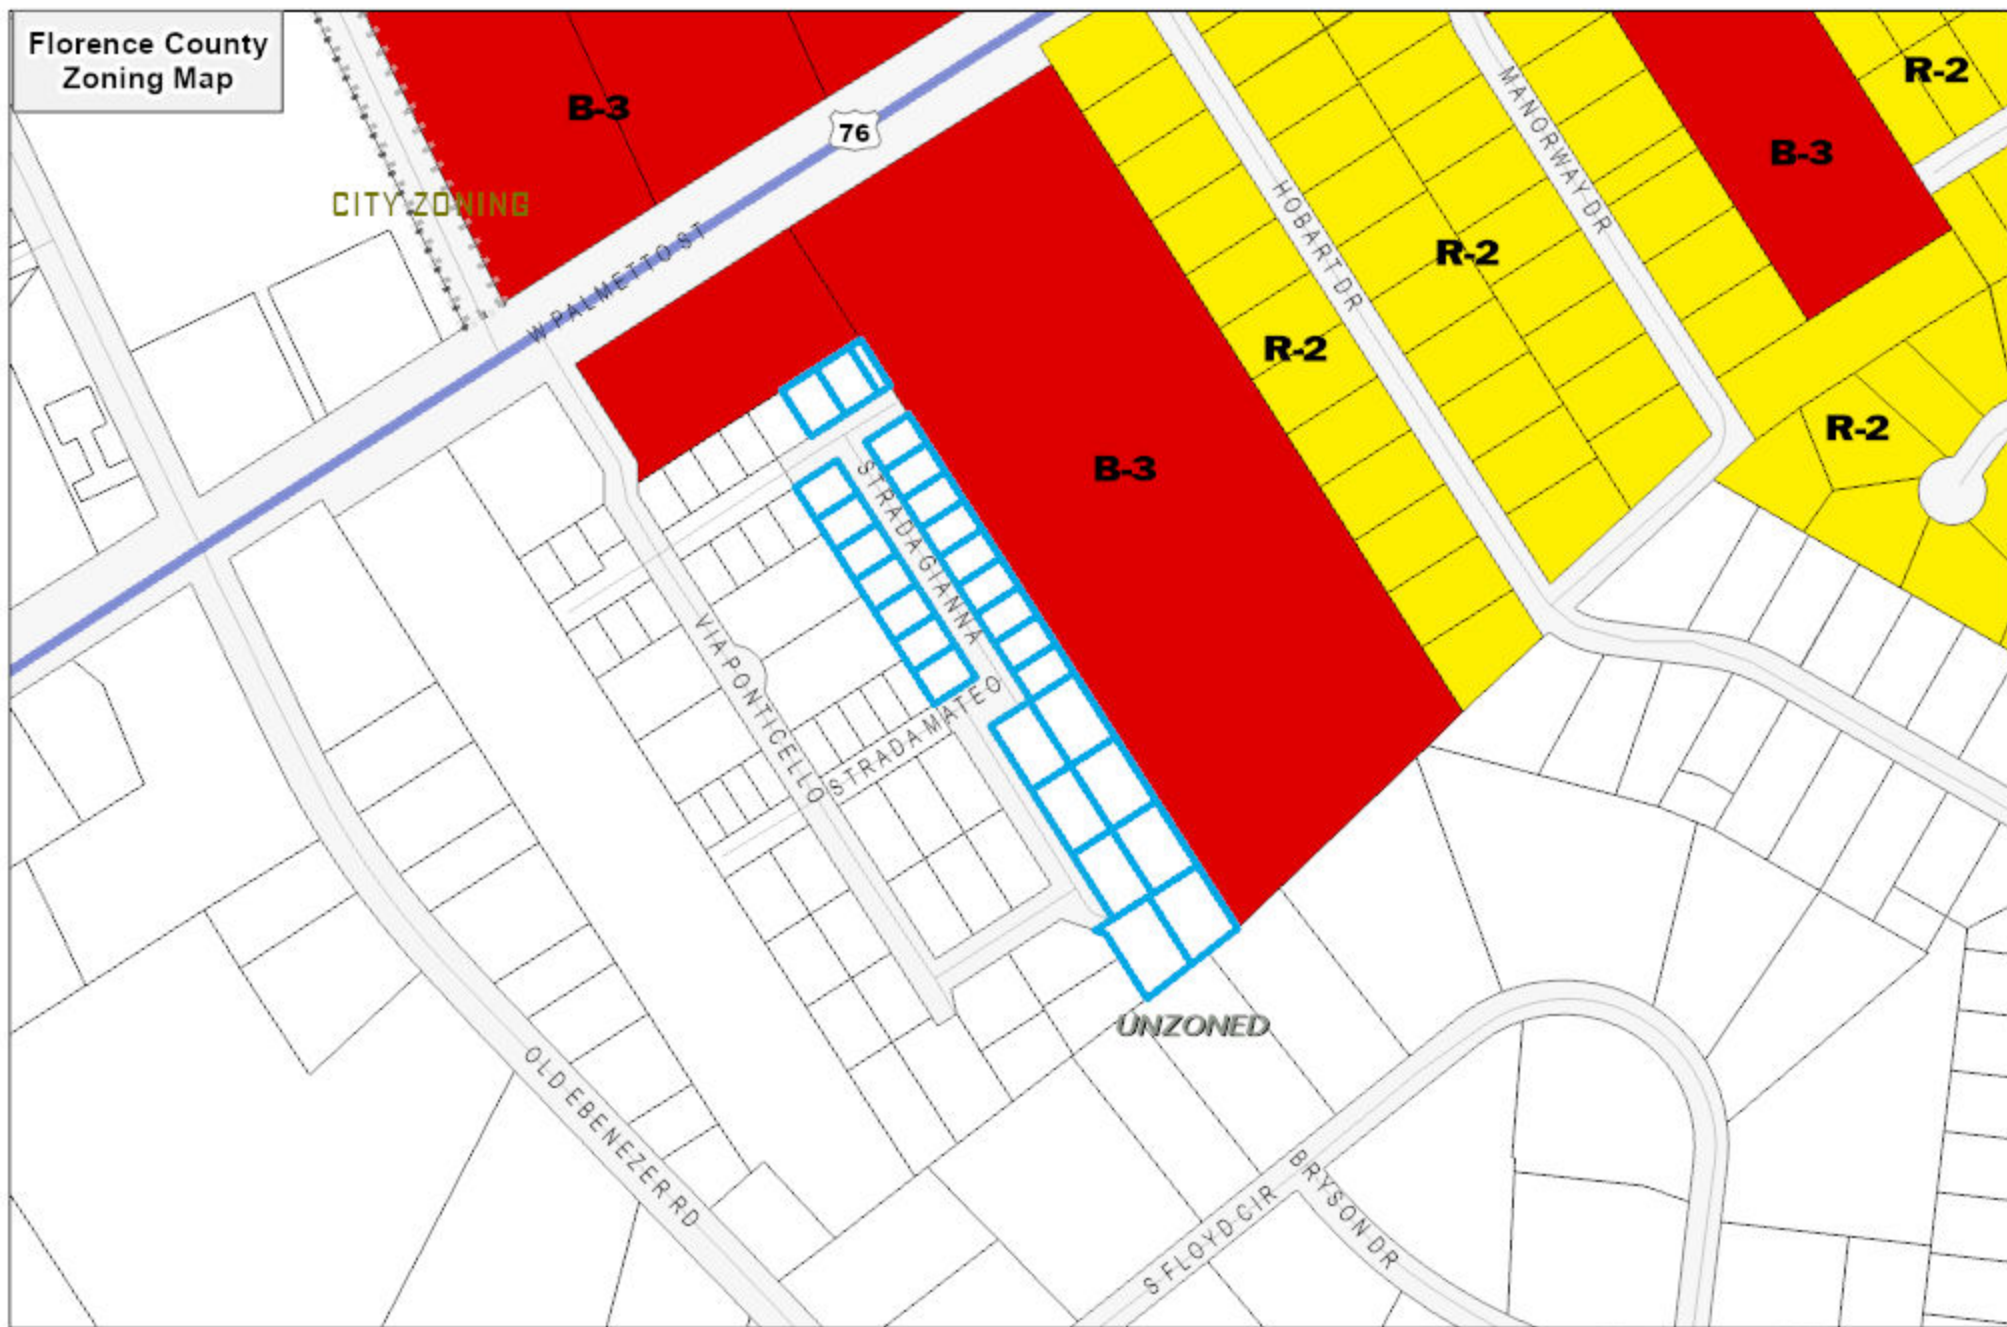 Florence County
Zoning Map
B-3
76
CITY ZONING
W PALMETTO ST
HOBART DR
MANORWAY DR
R-2
B-3
R-2
R-2
R-2
B-3
STRADA GIANNA
VIA PONTICELLO
STRADA MATEO
UNZONED
OLD EBENEZER RD
S FLOYD CIR
BRYSON DR